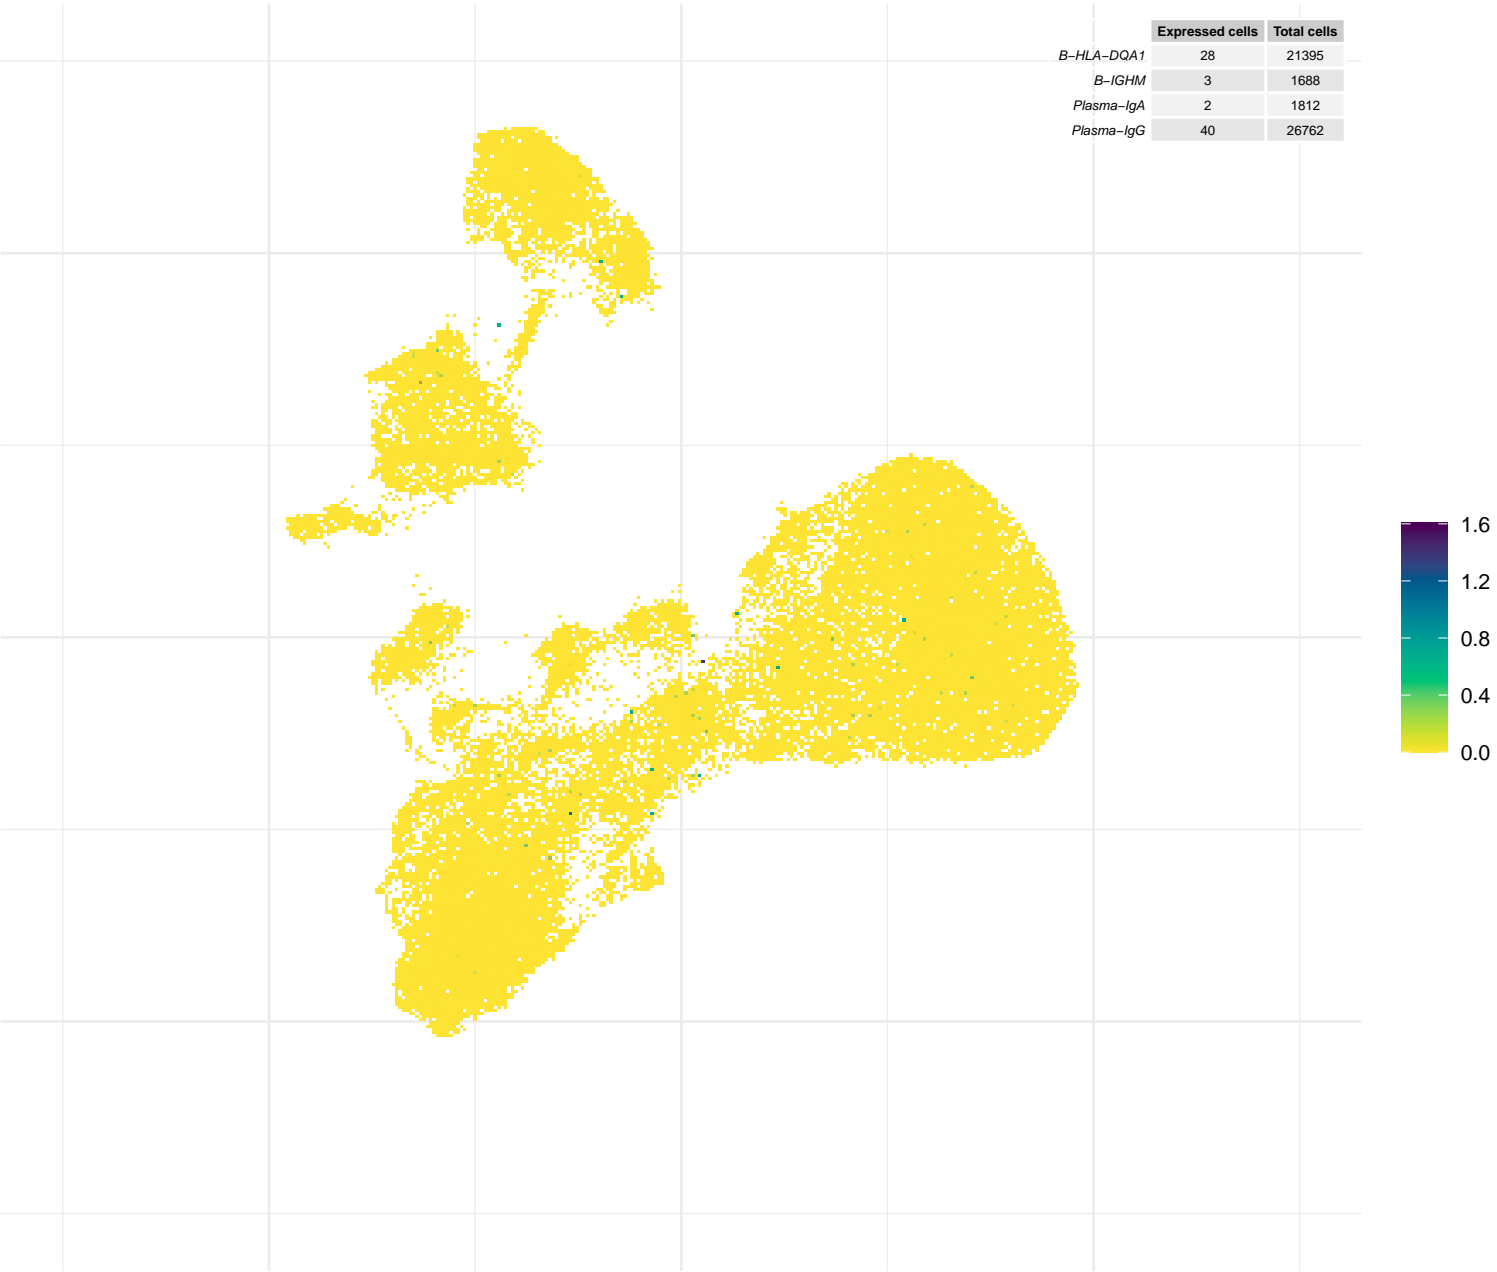 Expressed cells Total cells
B−HLA−DQA1 28 21395
B−IGHM 3 1688
Plasma−IgA 2 1812
Plasma−IgG 40 26762
1.6
1.2
0.8
0.4
0.0